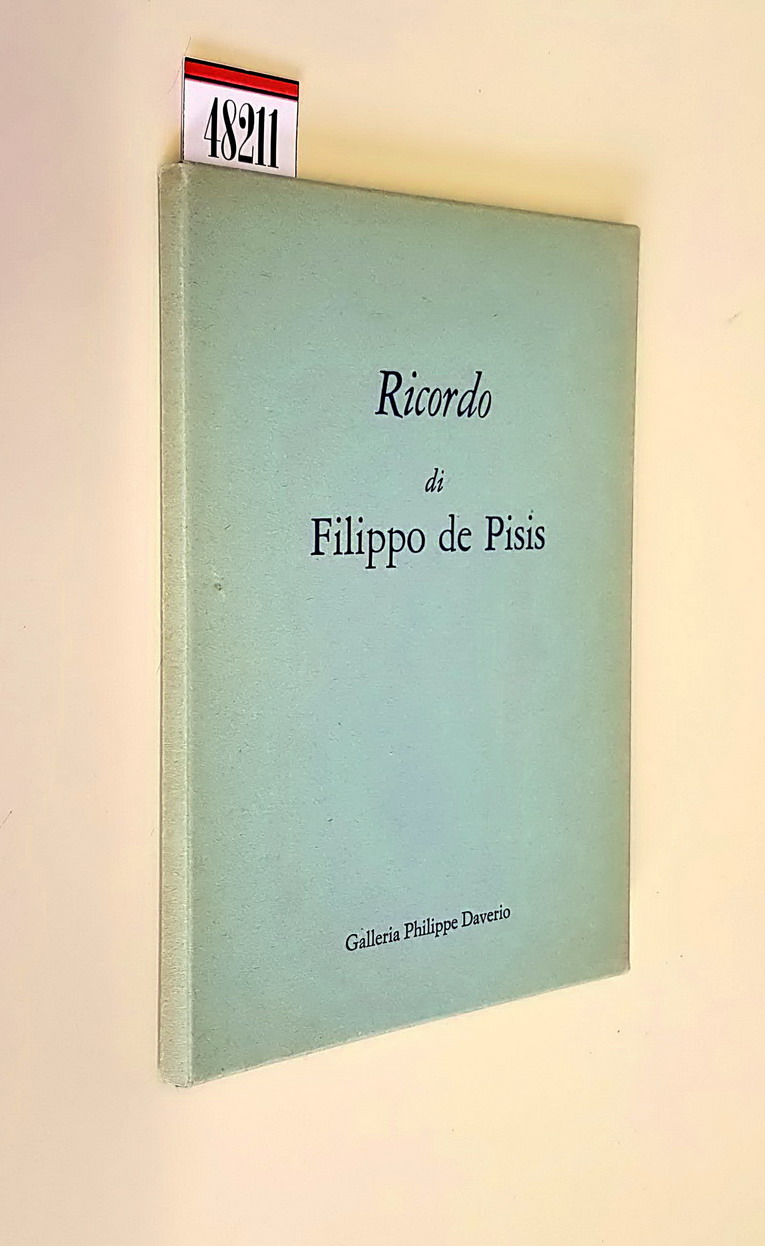 48211
Ricordo
di
Filippo de Pisis
Galleria Philippe Daverio